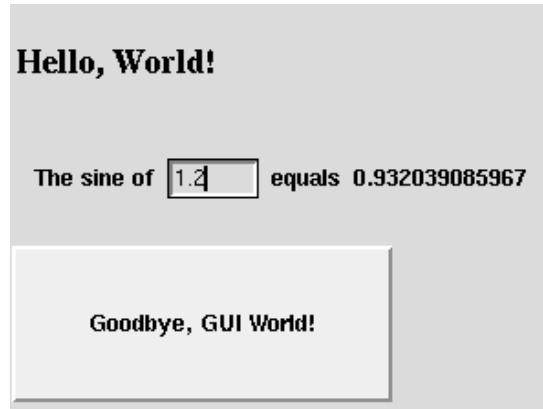 Hello, World!
The sine of 1.2 equals 0.932039085967
Goodbye, GUI World!